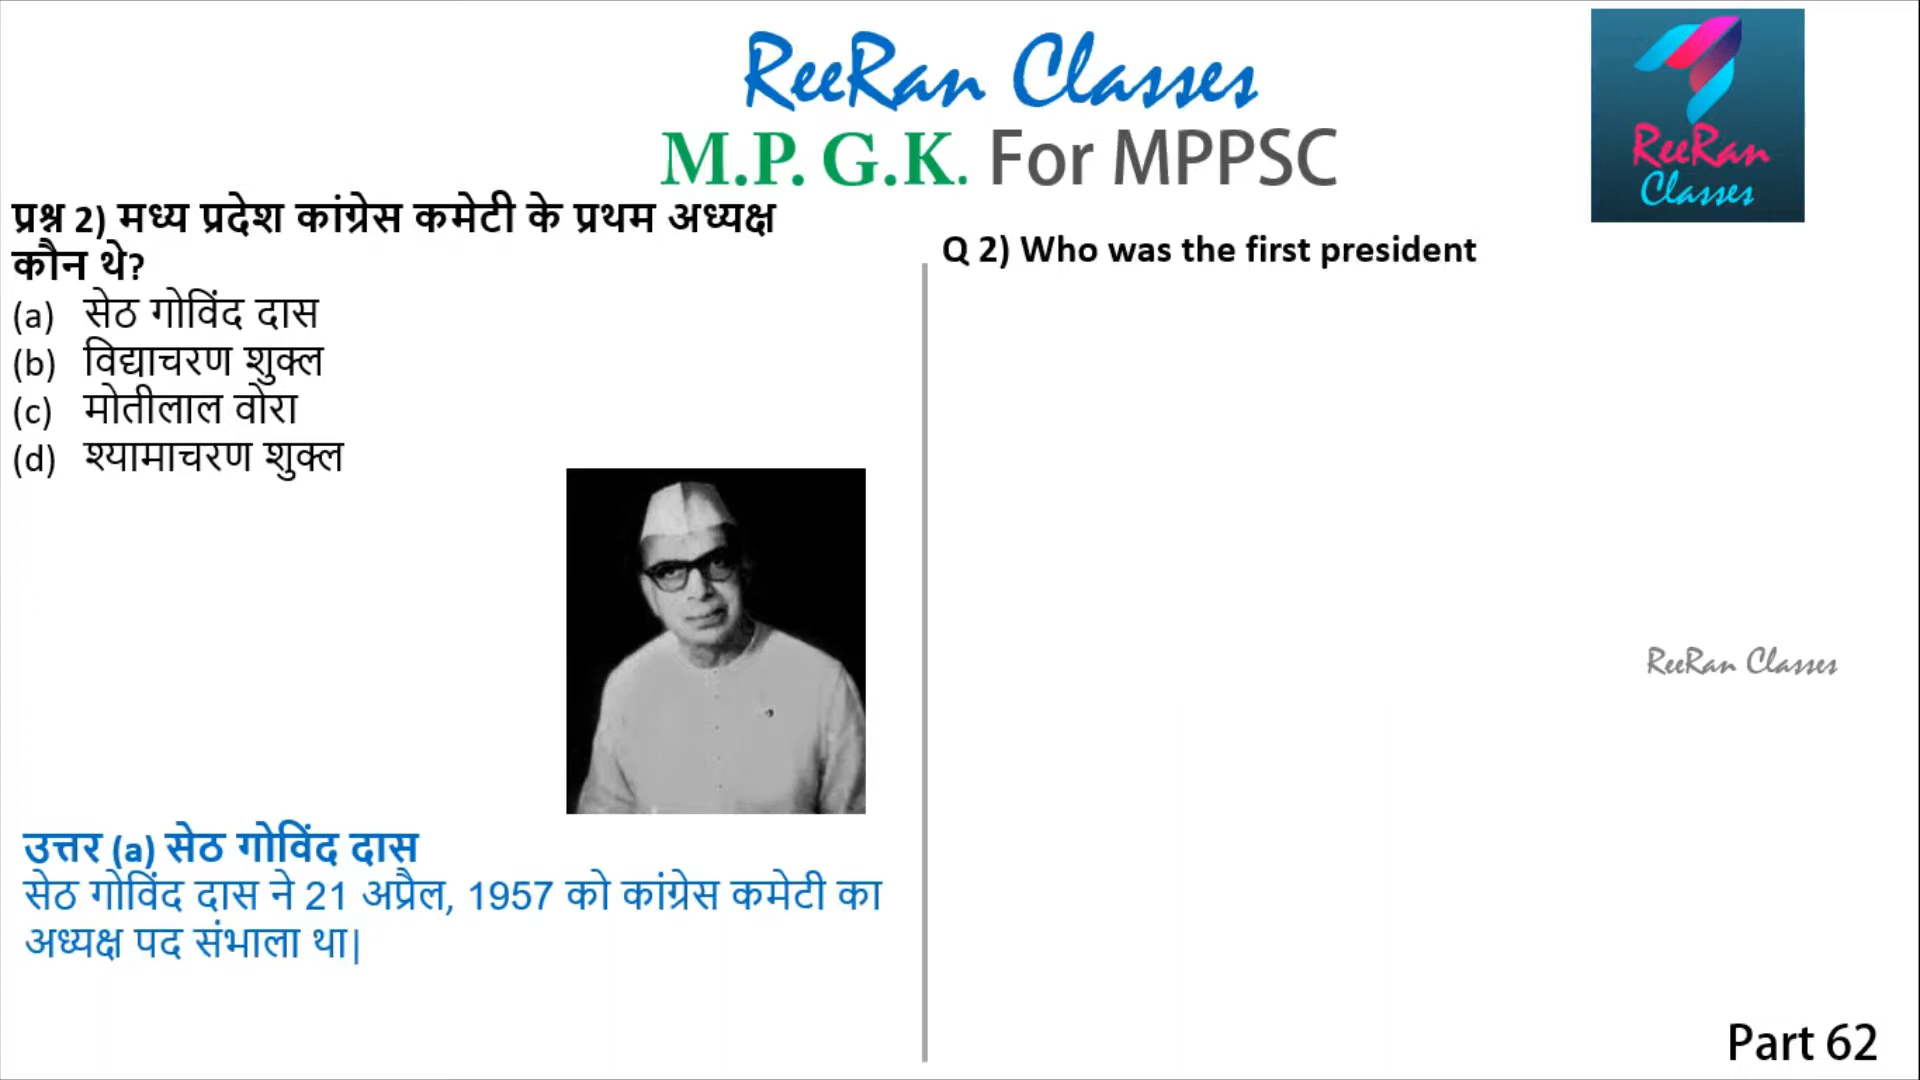 ReeRan Classes
M.P. G.K. For MPPSC
ReeRan
Classes
प्रश्न 2) मध्य प्रदेश कांग्रेस कमेटी के प्रथम अध्यक्ष
कौन थे?
(a) सेठ गोविंद दास
(b) विद्याचरण शुक्ल
(c) मोतीलाल वोरा
(d) श्यामाचरण शुक्ल
उत्तर (a) सेठ गोविंद दास
सेठ गोविंद दास ने 21 अप्रैल, 1957 को कांग्रेस कमेटी का
अध्यक्ष पद संभाला था|
Q 2) Who was the first president
ReeRan Classes
Part 62